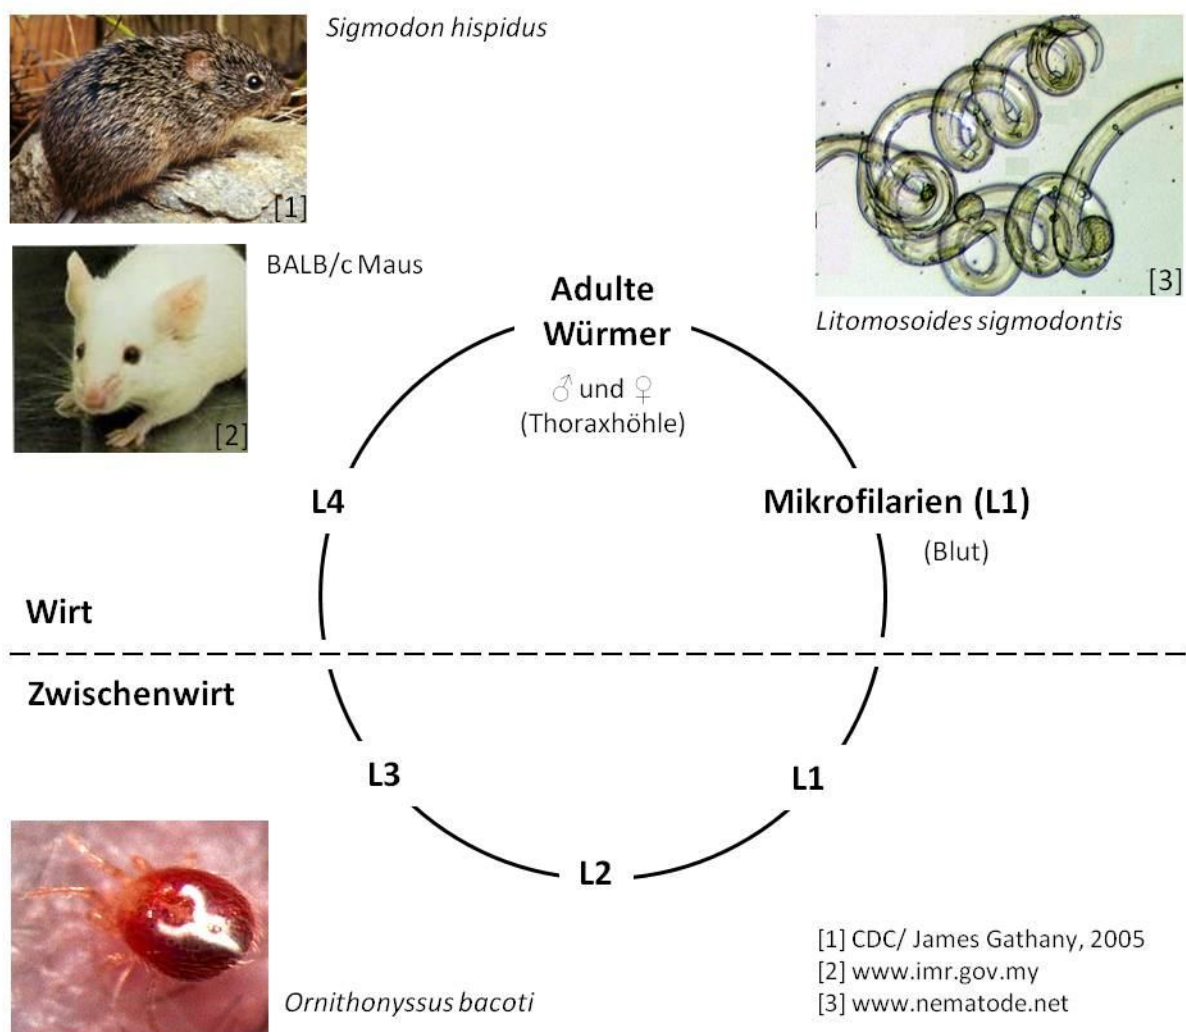 Sigmodon hispidus
[1]
BALB/c Maus
[2]
[3]
Litomosoides sigmodontis
Adulte
Würmer
♂ und ♀
(Thoraxhöhle)
L4
Mikrofilarien (L1)
(Blut)
Wirt
Zwischenwirt
L3
L1
L2
Ornithonyssus bacoti
[1] CDC/ James Gathany, 2005
[2] www.imr.gov.my
[3] www.nematode.net